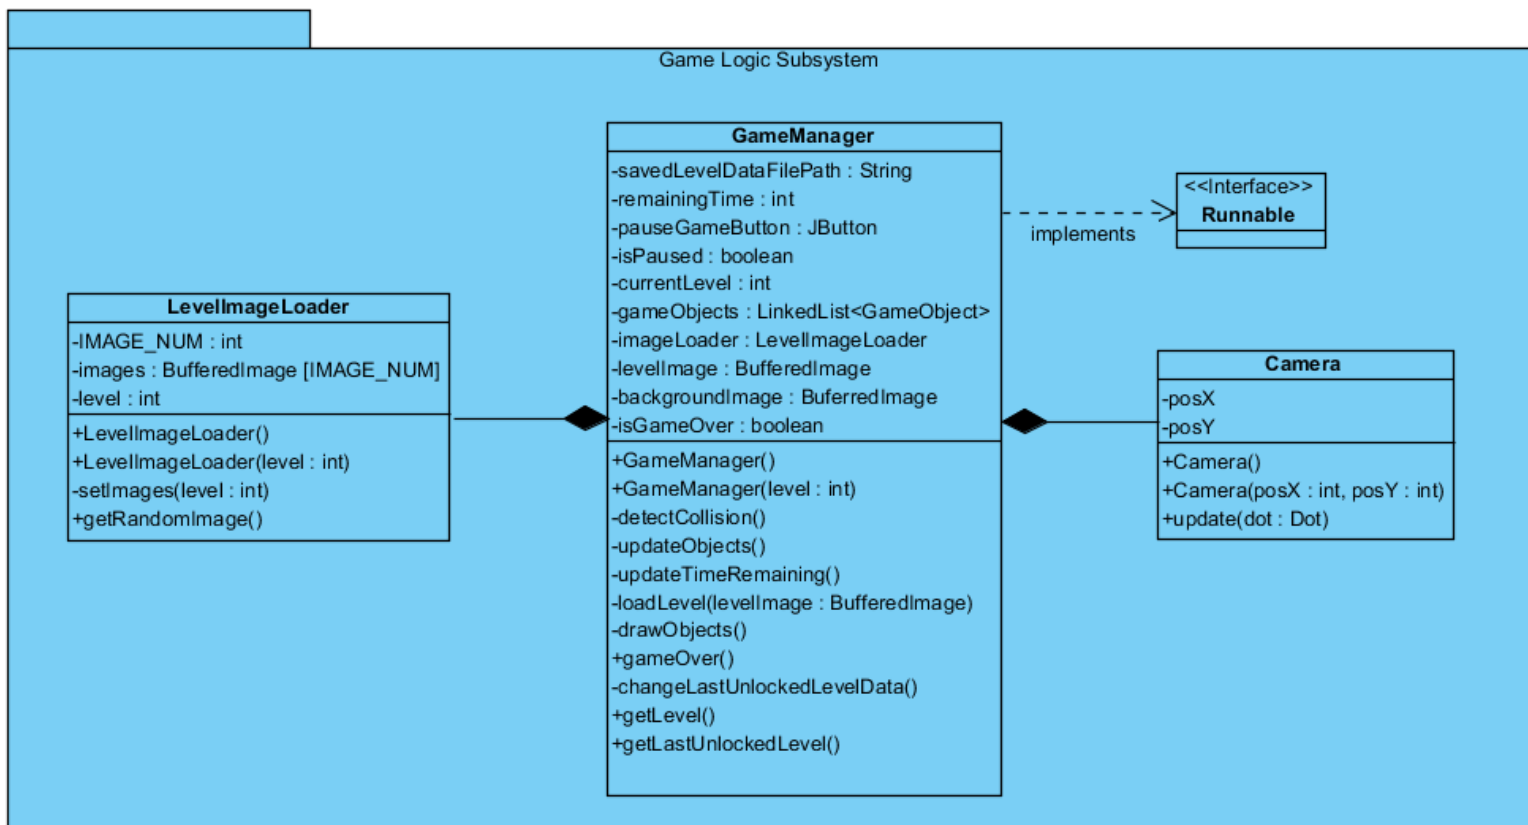 Game Logic Subsystem
GameManager
-savedLevelDataFilePath : String
-remainingTime : int
-pauseGameButton : JButton
-isPaused : boolean
-currentLevel : int
-gameObjects : LinkedList<GameObject>
-imageLoader : LevelImageLoader
-levelImage : BufferedImage
-backgroundImage : BuferredImage
-isGameOver : boolean
+GameManager()
+GameManager(level : int)
-detectCollision()
-updateObjects()
-updateTimeRemaining()
-loadLevel(levelImage : BufferedImage)
-drawObjects()
+gameOver()
-changeLastUnlockedLevelData()
+getLevel()
+getLastUnlockedLevel()
<<Interface>>
Runnable
implements
LevelImageLoader
-IMAGE_NUM : int
-images : BufferedImage [IMAGE_NUM]
-level : int
+LevelImageLoader()
+LevelImageLoader(level : int)
-setImages(level : int)
+getRandomImage()
Camera
-posX
-posY
+Camera()
+Camera(posX : int, posY : int)
+update(dot : Dot)